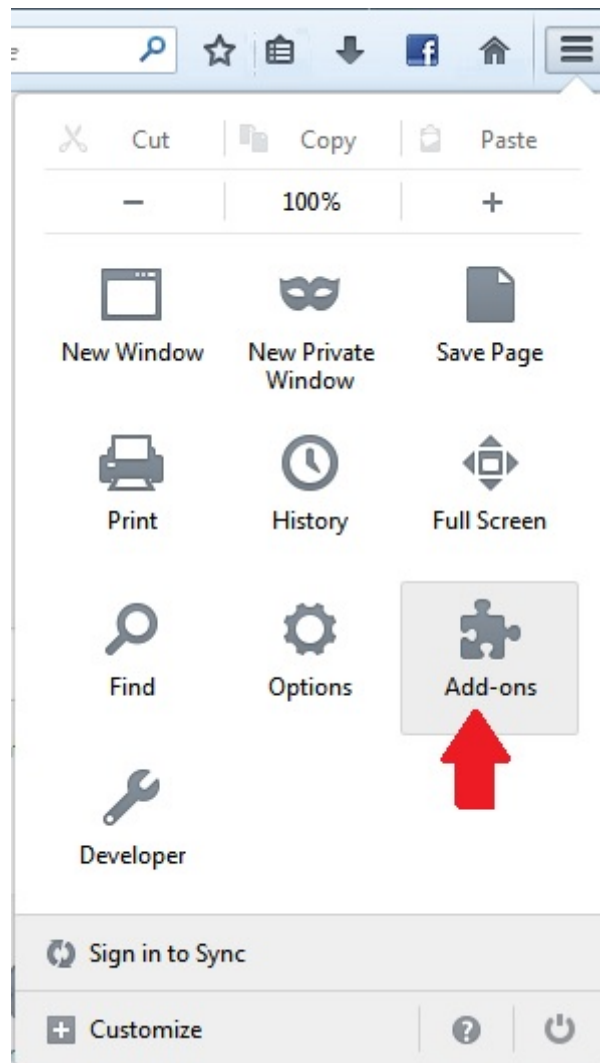 e
Cut Copy Paste
− 100% +
New Window New Private Window Save Page
Print History Full Screen
Find Options Add-ons
Developer
Sign in to Sync
Customize